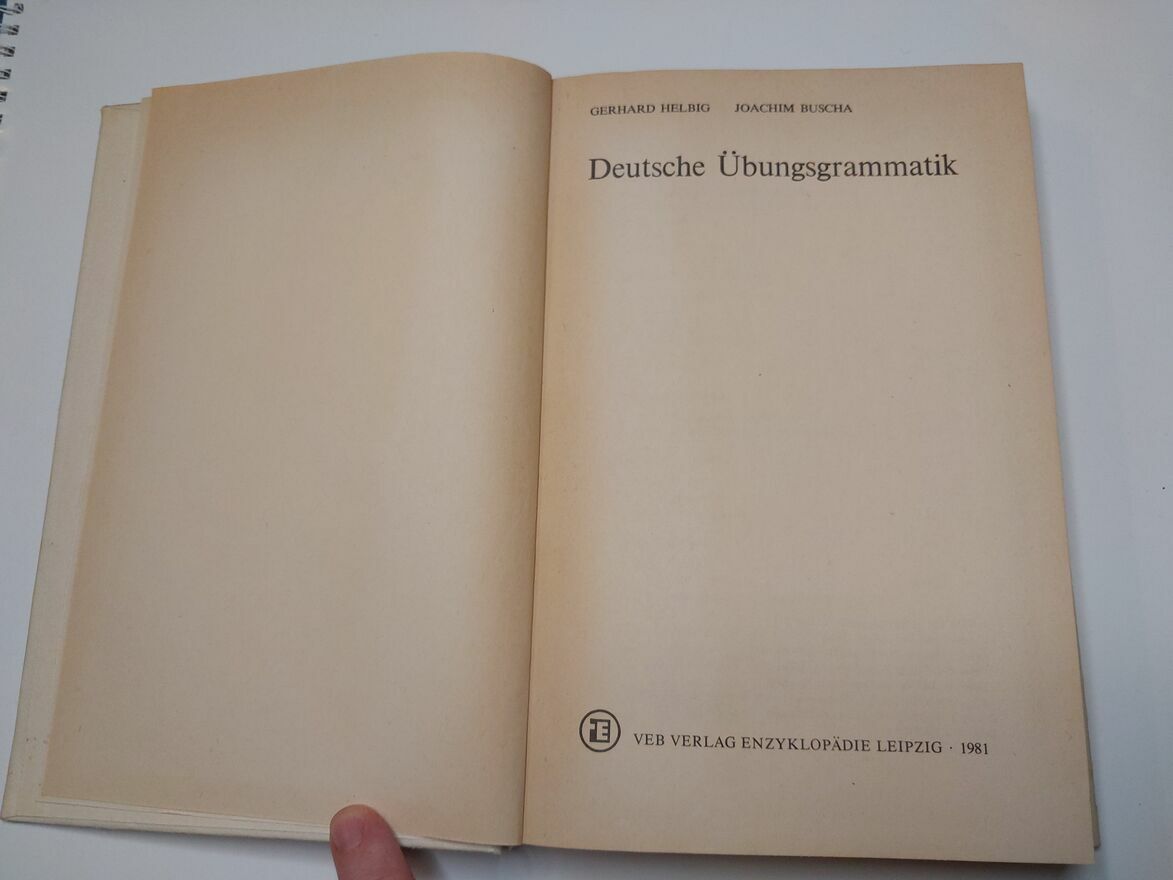 GERHARD HELBIG JOACHIM BUSCHA
Deutsche Übungsgrammatik
VEB VERLAG ENZYKLOPÄDIE LEIPZIG · 1981